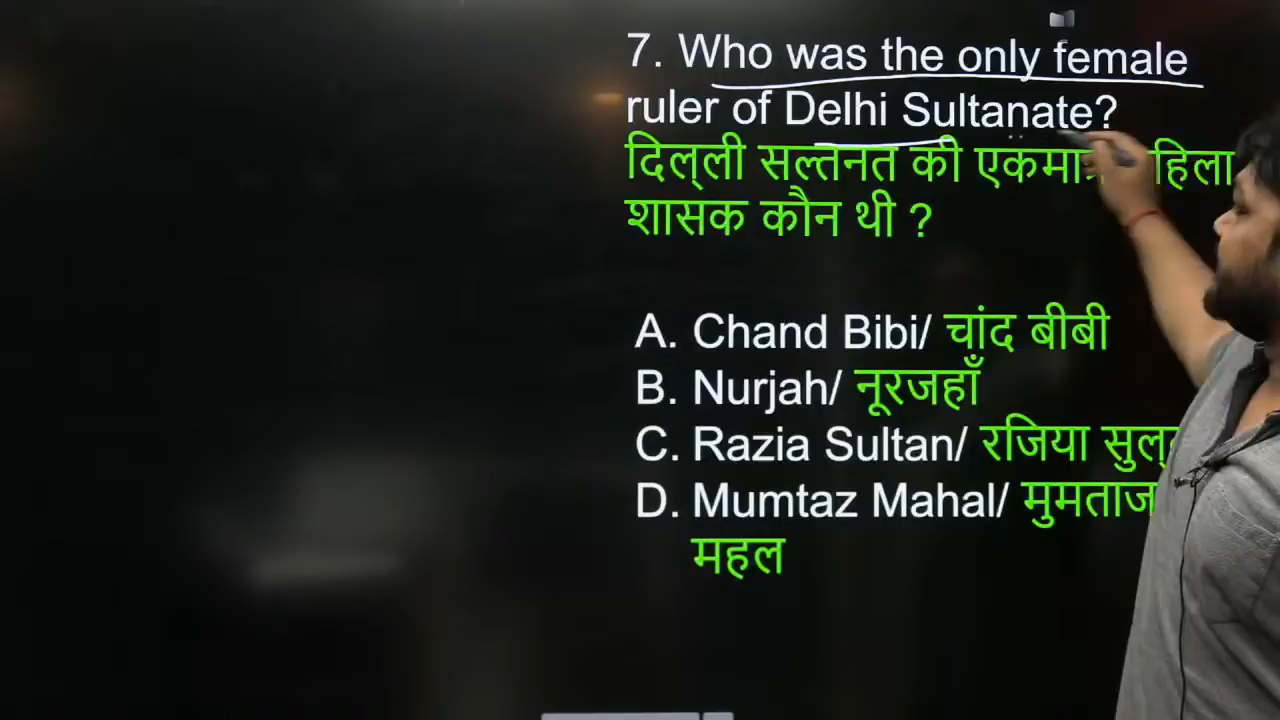 7. Who was the only female
ruler of Delhi Sultanate?
दिल्ली सल्तनत की
शासक कौन थी ?
A. Chand Bibi/ चांद बीबी
B. Nurjah/ नूरजहाँ
C. Razia Sultan/ रजिया
D. Mumtaz Mahal/ मुमताज
महल